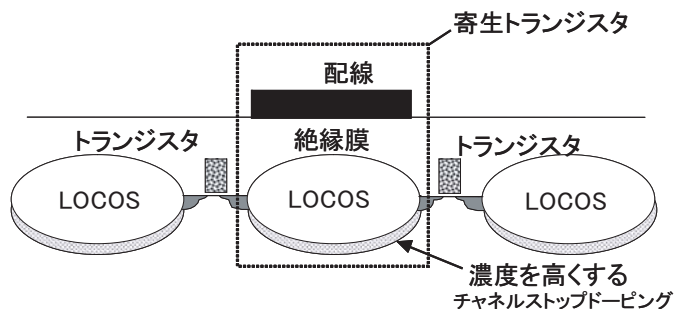 寄生トランジスタ
配線
トランジスタ
絶縁膜
トランジスタ
LOCOS
LOCOS
LOCOS
濃度を高くする
チャネルストップドーピング